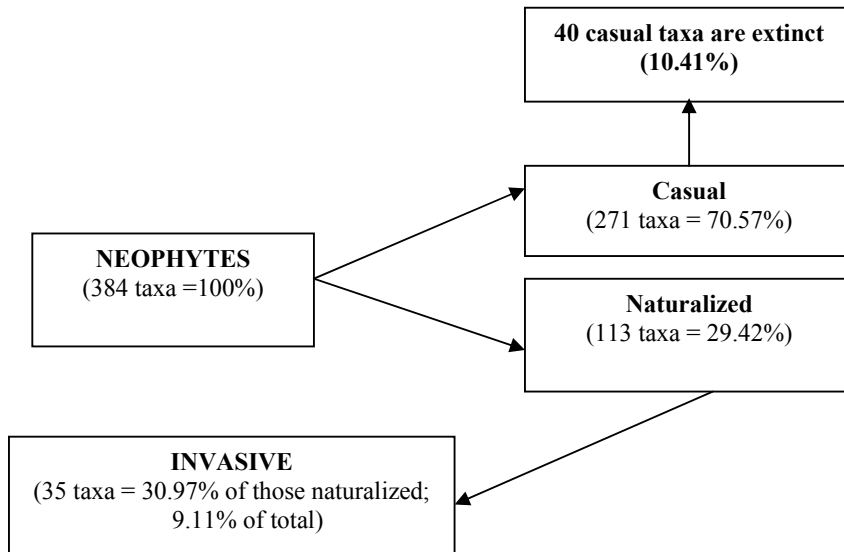 40 casual taxa are extinct
(10.41%)
Casual
(271 taxa = 70.57%)
NEOPHYTES
(384 taxa =100%)
Naturalized
(113 taxa = 29.42%)
INVASIVE
(35 taxa = 30.97% of those naturalized;
9.11% of total)